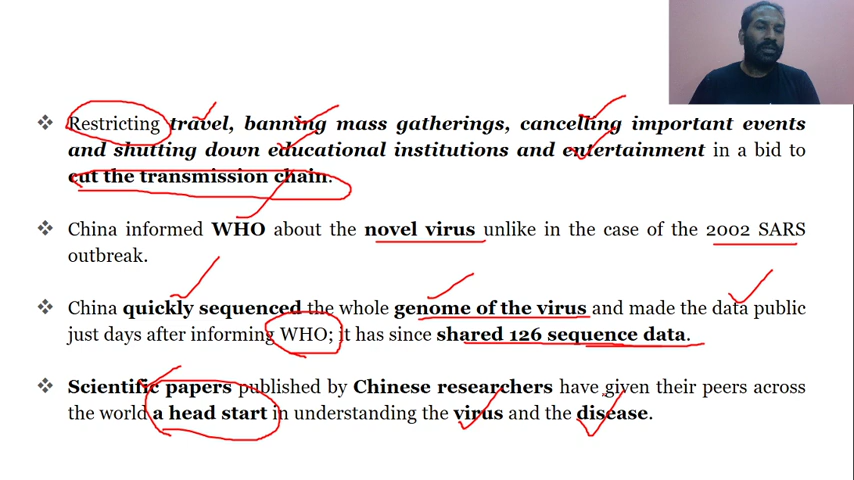 ❖ Restricting travel, banning mass gatherings, cancelling important events
and shutting down educational institutions and entertainment in a bid to
cut the transmission chain.
❖ China informed WHO about the novel virus unlike in the case of the 2002 SARS
outbreak.
❖ China quickly sequenced the whole genome of the virus and made the data public
just days after informing WHO; it has since shared 126 sequence data.
❖ Scientific papers published by Chinese researchers have given their peers across
the world a head start in understanding the virus and the disease.